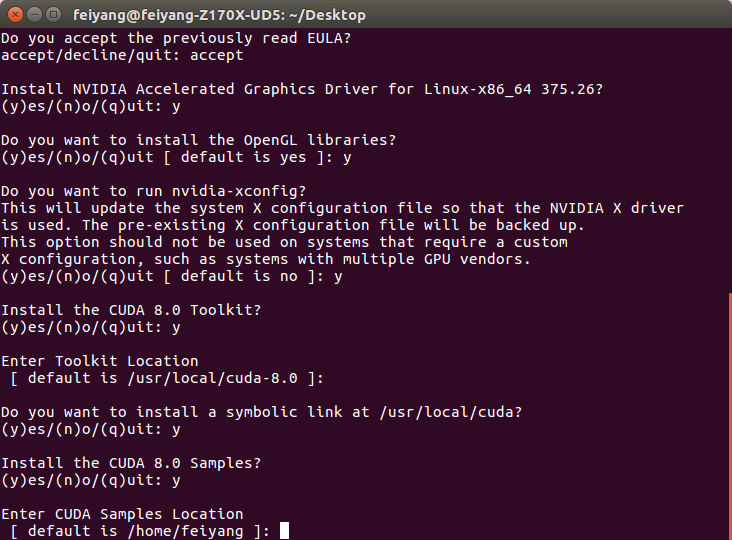 feiyang@feiyang-Z170X-UD5: ~/Desktop
Do you accept the previously read EULA?
accept/decline/quit: accept
Install NVIDIA Accelerated Graphics Driver for Linux-x86_64 375.26?
(y)es/(n)o/(q)uit: y
Do you want to install the OpenGL libraries?
(y)es/(n)o/(q)uit [ default is yes ]: y
Do you want to run nvidia-xconfig?
This will update the system X configuration file so that the NVIDIA X driver
is used. The pre-existing X configuration file will be backed up.
This option should not be used on systems that require a custom
X configuration, such as systems with multiple GPU vendors.
(y)es/(n)o/(q)uit [ default is no ]: y
Install the CUDA 8.0 Toolkit?
(y)es/(n)o/(q)uit: y
Enter Toolkit Location
 [ default is /usr/local/cuda-8.0 ]:
Do you want to install a symbolic link at /usr/local/cuda?
(y)es/(n)o/(q)uit: y
Install the CUDA 8.0 Samples?
(y)es/(n)o/(q)uit: y
Enter CUDA Samples Location
 [ default is /home/feiyang ]: